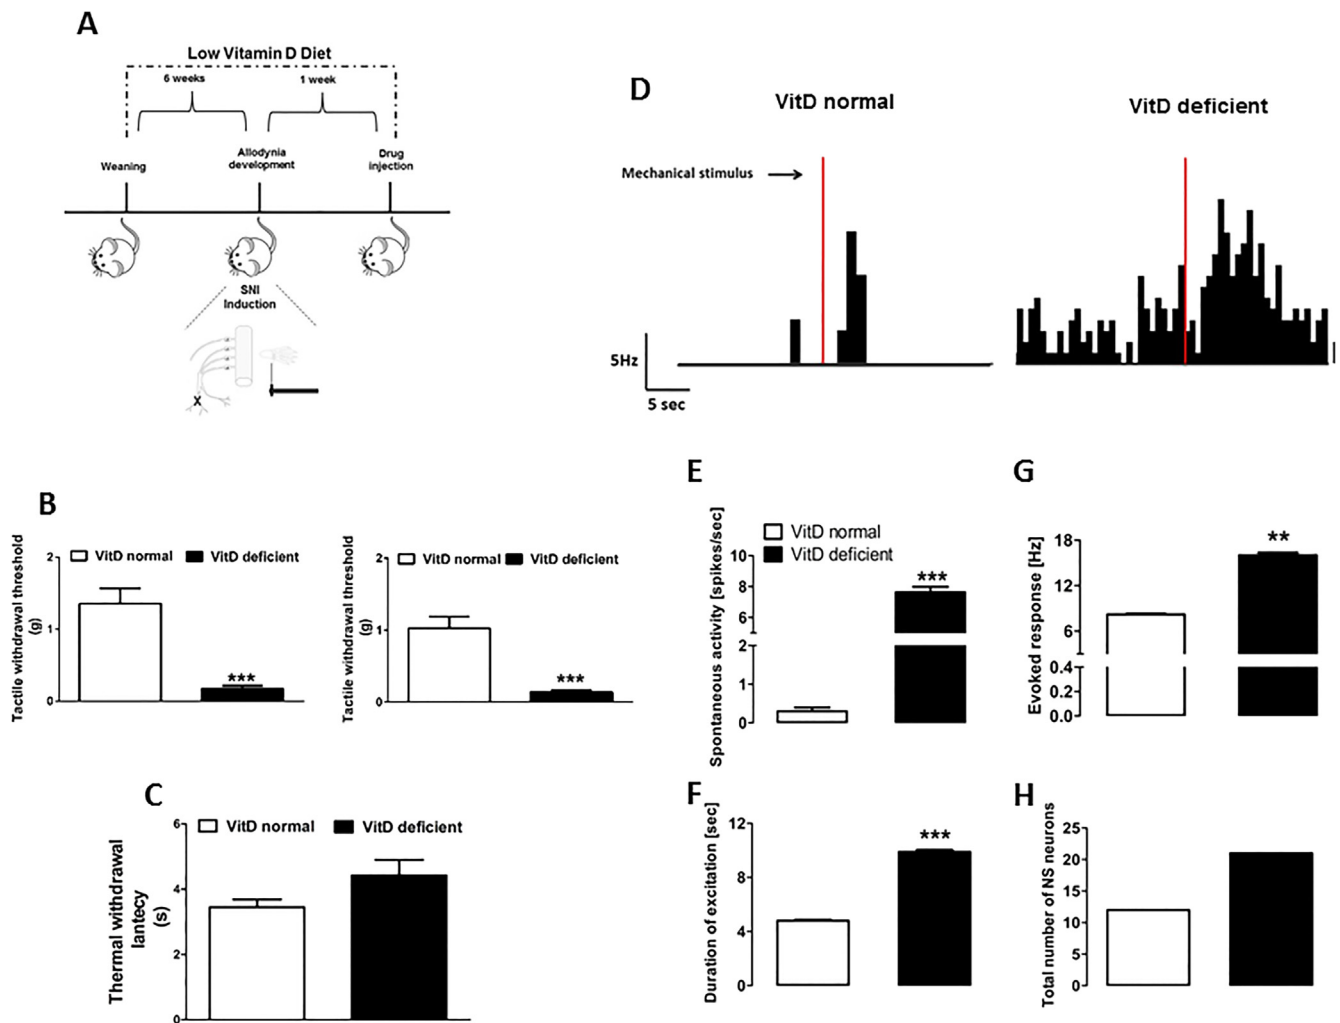 A
Low Vitamin D Diet
6 weeks
1 week
Weaning
Allodynia
development
Drug
injection
SNI
Induction
X
D
VitD normal
VitD deficient
Mechanical stimulus
5Hz
5 sec
B
Tactile withdrawal threshold
(g)
VitD normal
VitD deficient
2
1
0
***
Tactile withdrawal threshold
(g)
VitD normal
VitD deficient
2
1
0
***
C
Thermal withdrawal
lantecy
(s)
VitD normal
VitD deficient
6
4
2
0
E
Spontaneous activity [spikes/sec]
VitD normal
VitD deficient
10
8
6
2
1
0
***
G
Evoked response [Hz]
18
12
6
0.4
0.2
0.0
**
F
Duration of excitation [sec]
12
8
4
0
***
H
Total number of NS neurons
25
20
15
10
5
0